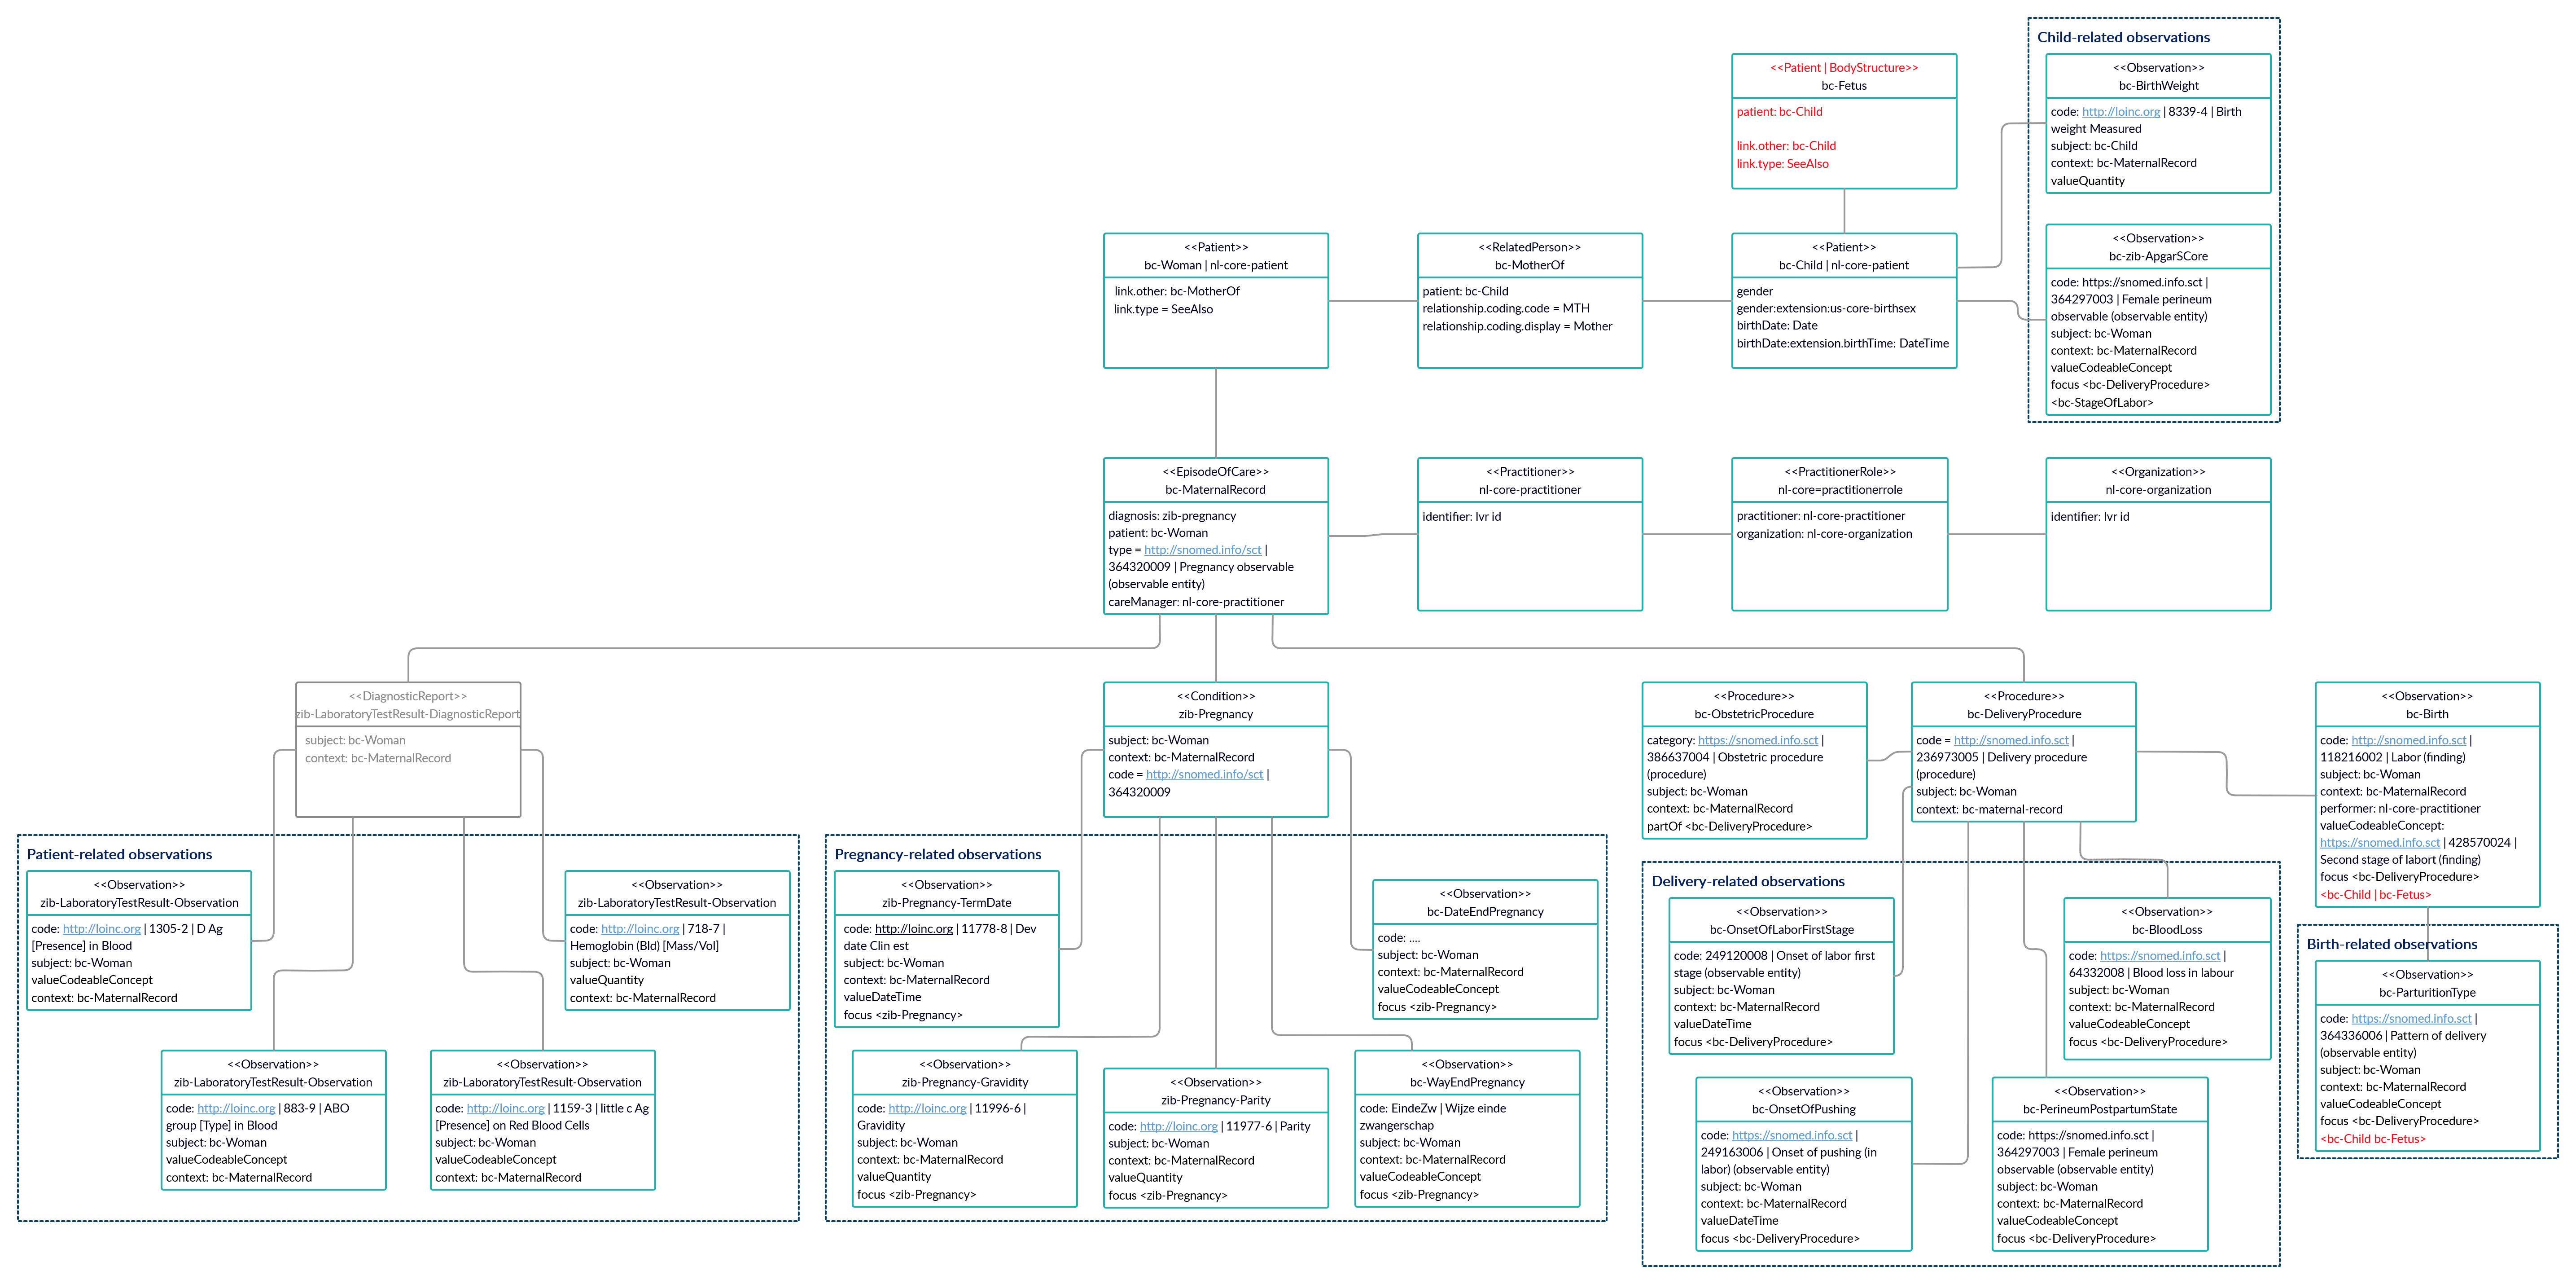 Child-related observations
<<Patient | BodyStructure>>
bc-Fetus
patient: bc-Child
link.other: bc-Child
link.type: SeeAlso
<<Observation>>
bc-BirthWeight
code: http://loinc.org | 8339-4 | Birth
weight Measured
subject: bc-Child
context: bc-MaternalRecord
valueQuantity
<<Patient>>
bc-Woman | nl-core-patient
link.other: bc-MotherOf
link.type = SeeAlso
<<RelatedPerson>>
bc-MotherOf
patient: bc-Child
relationship.coding.code = MTH
relationship.coding.display = Mother
<<Patient>>
bc-Child | nl-core-patient
gender
gender:extension:us-core-birthsex
birthDate: Date
birthDate:extension.birthTime: DateTime
<<Observation>>
bc-zib-ApgarSCore
code: https://snomed.info.sct |
364297003 | Female perineum
observable (observable entity)
subject: bc-Woman
context: bc-MaternalRecord
valueCodeableConcept
focus <bc-DeliveryProcedure>
<bc-StageOfLabor>
<<EpisodeOfCare>>
bc-MaternalRecord
diagnosis: zib-pregnancy
patient: bc-Woman
type = http://snomed.info/sct |
364320009 | Pregnancy observable
(observable entity)
careManager: nl-core-practitioner
<<Practitioner>>
nl-core-practitioner
identifier: lvr id
<<PractitionerRole>>
nl-core=practitionerrole
practitioner: nl-core-practitioner
organization: nl-core-organization
<<Organization>>
nl-core-organization
identifier: lvr id
<<DiagnosticReport>>
zib-LaboratoryTestResult-DiagnosticReport
subject: bc-Woman
context: bc-MaternalRecord
<<Condition>>
zib-Pregnancy
subject: bc-Woman
context: bc-MaternalRecord
code = http://snomed.info/sct |
364320009
<<Procedure>>
bc-ObstetricProcedure
category: https://snomed.info.sct |
386637004 | Obstetric procedure
(procedure)
subject: bc-Woman
context: bc-MaternalRecord
partOf <bc-DeliveryProcedure>
<<Procedure>>
bc-DeliveryProcedure
code = http://snomed.info.sct |
236973005 | Delivery procedure
(procedure)
subject: bc-Woman
context: bc-maternal-record
<<Observation>>
bc-Birth
code: http://snomed.info.sct |
118216002 | Labor (finding)
subject: bc-Woman
context: bc-MaternalRecord
performer: nl-core-practitioner
valueCodeableConcept:
https://snomed.info.sct | 428570024 |
Second stage of labort (finding)
focus <bc-DeliveryProcedure>
<bc-Child | bc-Fetus>
Patient-related observations
<<Observation>>
zib-LaboratoryTestResult-Observation
code: http://loinc.org | 1305-2 | D Ag
[Presence] in Blood
subject: bc-Woman
valueCodeableConcept
context: bc-MaternalRecord
<<Observation>>
zib-LaboratoryTestResult-Observation
code: http://loinc.org | 718-7 |
Hemoglobin (Bld) [Mass/Vol]
subject: bc-Woman
valueQuantity
context: bc-MaternalRecord
<<Observation>>
zib-LaboratoryTestResult-Observation
code: http://loinc.org | 883-9 | ABO
group [Type] in Blood
subject: bc-Woman
valueCodeableConcept
context: bc-MaternalRecord
<<Observation>>
zib-LaboratoryTestResult-Observation
code: http://loinc.org | 1159-3 | little c Ag
[Presence] on Red Blood Cells
subject: bc-Woman
valueCodeableConcept
context: bc-MaternalRecord
Pregnancy-related observations
<<Observation>>
zib-Pregnancy-TermDate
code: http://loinc.org | 11778-8 | Dev
date Clin est
subject: bc-Woman
context: bc-MaternalRecord
valueDateTime
focus <zib-Pregnancy>
<<Observation>>
bc-DateEndPregnancy
code: ....
subject: bc-Woman
context: bc-MaternalRecord
valueCodeableConcept
focus <zib-Pregnancy>
<<Observation>>
zib-Pregnancy-Gravidity
code: http://loinc.org | 11996-6 |
Gravidity
subject: bc-Woman
context: bc-MaternalRecord
valueQuantity
focus <zib-Pregnancy>
<<Observation>>
zib-Pregnancy-Parity
code: http://loinc.org | 11977-6 | Parity
subject: bc-Woman
context: bc-MaternalRecord
valueQuantity
focus <zib-Pregnancy>
<<Observation>>
bc-WayEndPregnancy
code: EindeZw | Wijze einde
zwangerschap
subject: bc-Woman
context: bc-MaternalRecord
valueCodeableConcept
focus <zib-Pregnancy>
Delivery-related observations
<<Observation>>
bc-OnsetOfLaborFirstStage
code: 249120008 | Onset of labor first
stage (observable entity)
subject: bc-Woman
context: bc-MaternalRecord
valueDateTime
focus <bc-DeliveryProcedure>
<<Observation>>
bc-BloodLoss
code: https://snomed.info.sct |
64332008 | Blood loss in labour
subject: bc-Woman
context: bc-MaternalRecord
valueCodeableConcept
focus <bc-DeliveryProcedure>
<<Observation>>
bc-OnsetOfPushing
code: https://snomed.info.sct |
249163006 | Onset of pushing (in
labor) (observable entity)
subject: bc-Woman
context: bc-MaternalRecord
valueDateTime
focus <bc-DeliveryProcedure>
<<Observation>>
bc-PerineumPostpartumState
code: https://snomed.info.sct |
364297003 | Female perineum
observable (observable entity)
subject: bc-Woman
context: bc-MaternalRecord
valueCodeableConcept
focus <bc-DeliveryProcedure>
Birth-related observations
<<Observation>>
bc-ParturitionType
code: https://snomed.info.sct |
364336006 | Pattern of delivery
(observable entity)
subject: bc-Woman
context: bc-MaternalRecord
valueCodeableConcept
focus <bc-DeliveryProcedure>
<bc-Child bc-Fetus>